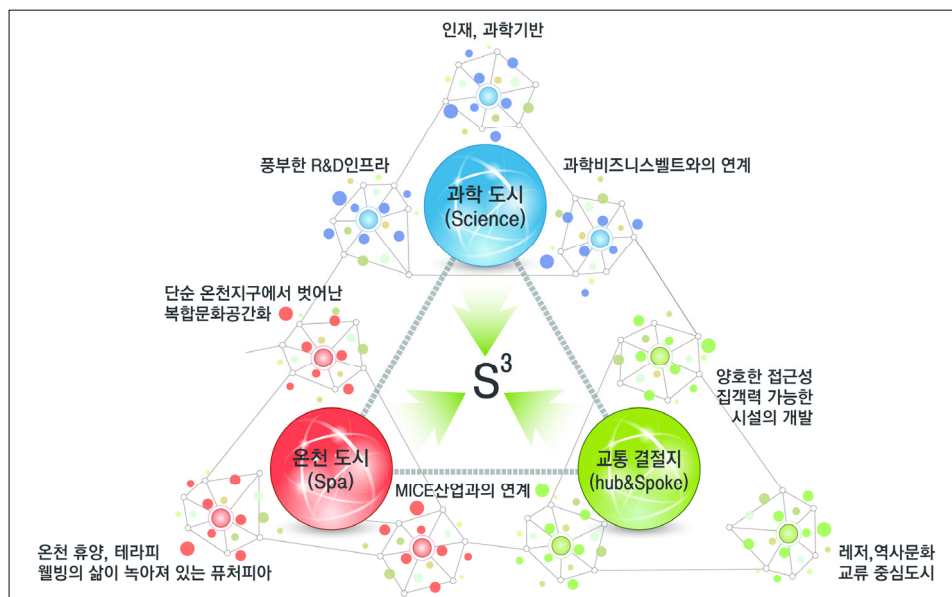 인재, 과학기반
풍부한 R&D인프라
과학비즈니스벨트와의 연계
과학 도시
(Science)
단순 온천지구에서 벗어난
복합문화공간화
S³
양호한 접근성
집객력 가능한
시설의 개발
온천 도시
(Spa)
교통 결절지
(hub&Spoke)
MICE산업과의 연계
온천 휴양, 테라피
웰빙의 삶이 녹아져 있는 퓨처피아
레저,역사문화
교류 중심도시